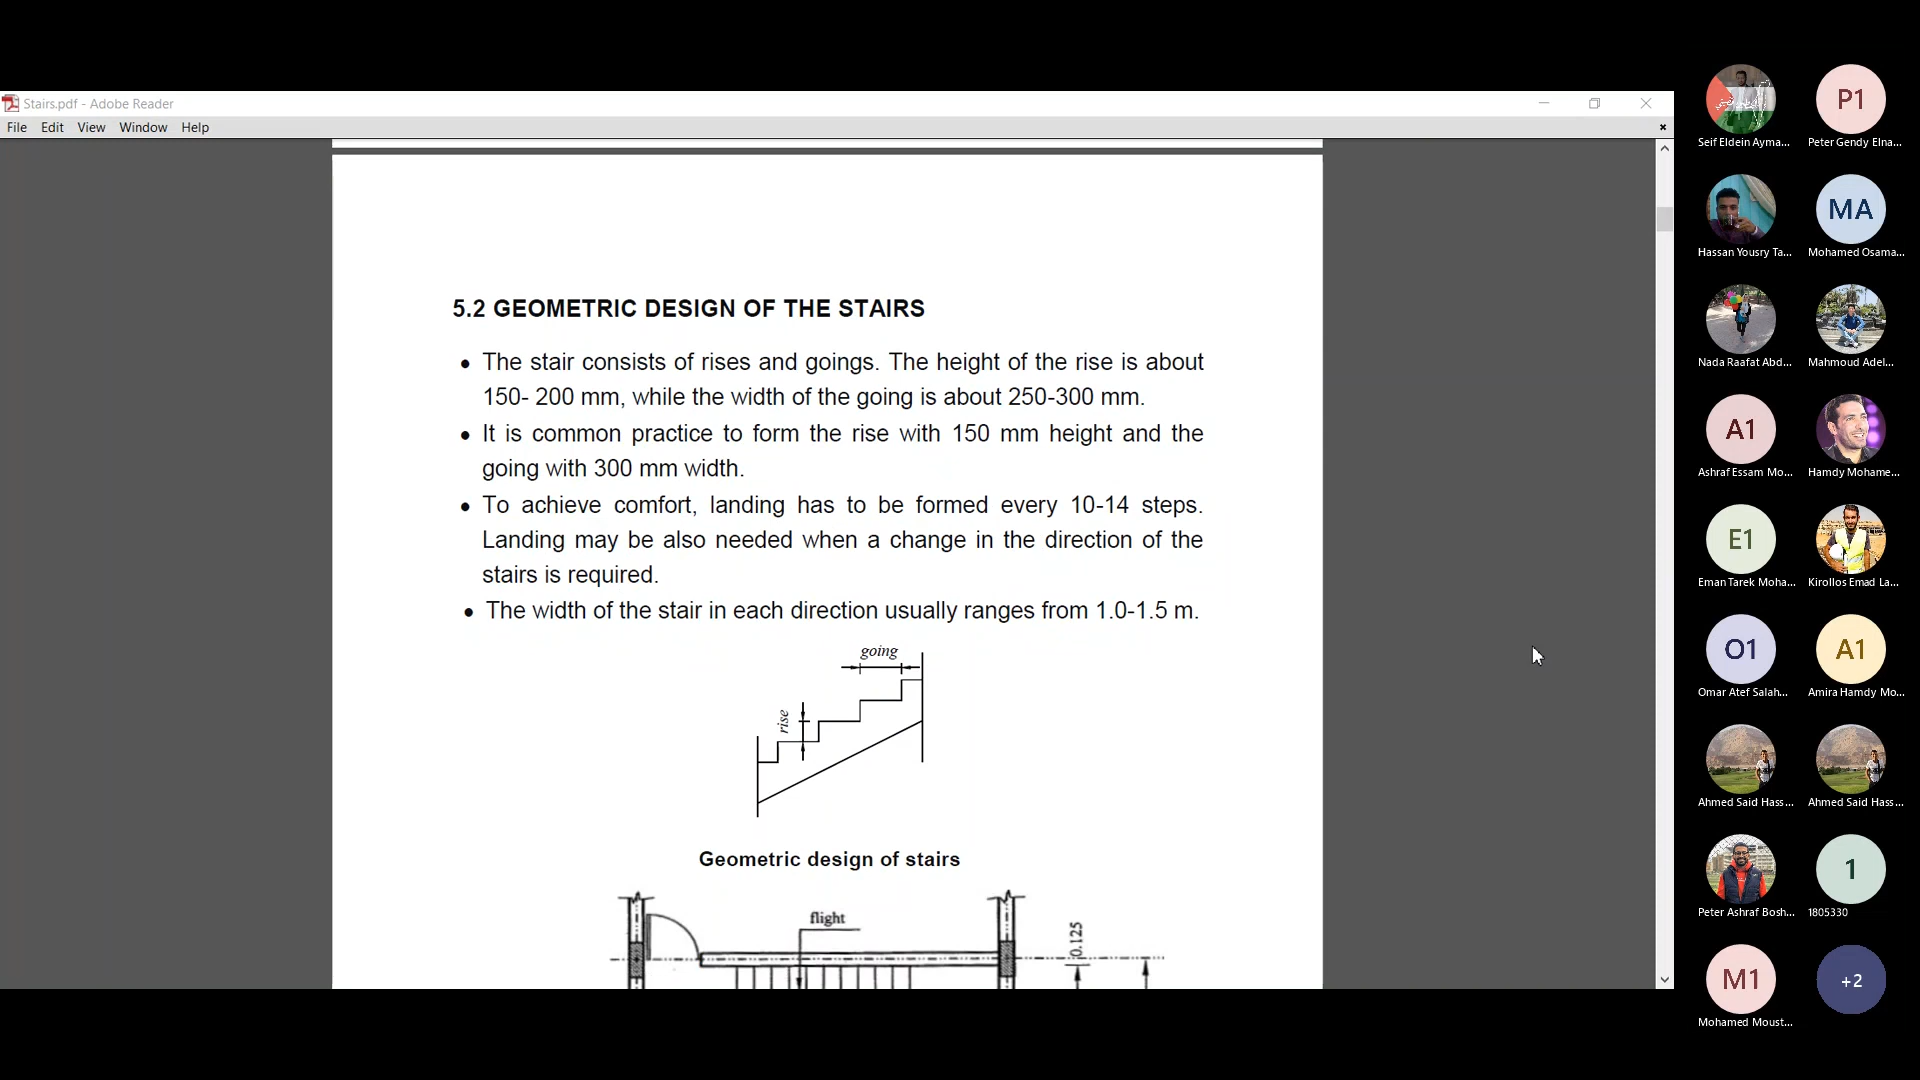 Stairs.pdf - Adobe Reader
File Edit View Window Help
5.2 GEOMETRIC DESIGN OF THE STAIRS
• The stair consists of rises and goings. The height of the rise is about
150- 200 mm, while the width of the going is about 250-300 mm.
• It is common practice to form the rise with 150 mm height and the
going with 300 mm width.
• To achieve comfort, landing has to be formed every 10-14 steps.
Landing may be also needed when a change in the direction of the
stairs is required.
• The width of the stair in each direction usually ranges from 1.0-1.5 m.
going
rise
Geometric design of stairs
flight
0.125
P1
Seif Eldein Ayma...
Peter Gendy Elna...
MA
Hassan Yousry Ta...
Mohamed Osama...
Nada Raafat Abd...
Mahmoud Adel...
A1
Ashraf Essam Mo...
Hamdy Mohame...
E1
Eman Tarek Moha...
Kirollos Emad La...
O1
A1
Omar Atef Salah...
Amira Hamdy Mo...
Ahmed Said Hass...
Ahmed Said Hass...
1
Peter Ashraf Bosh...
1805330
M1
+2
Mohamed Moust...